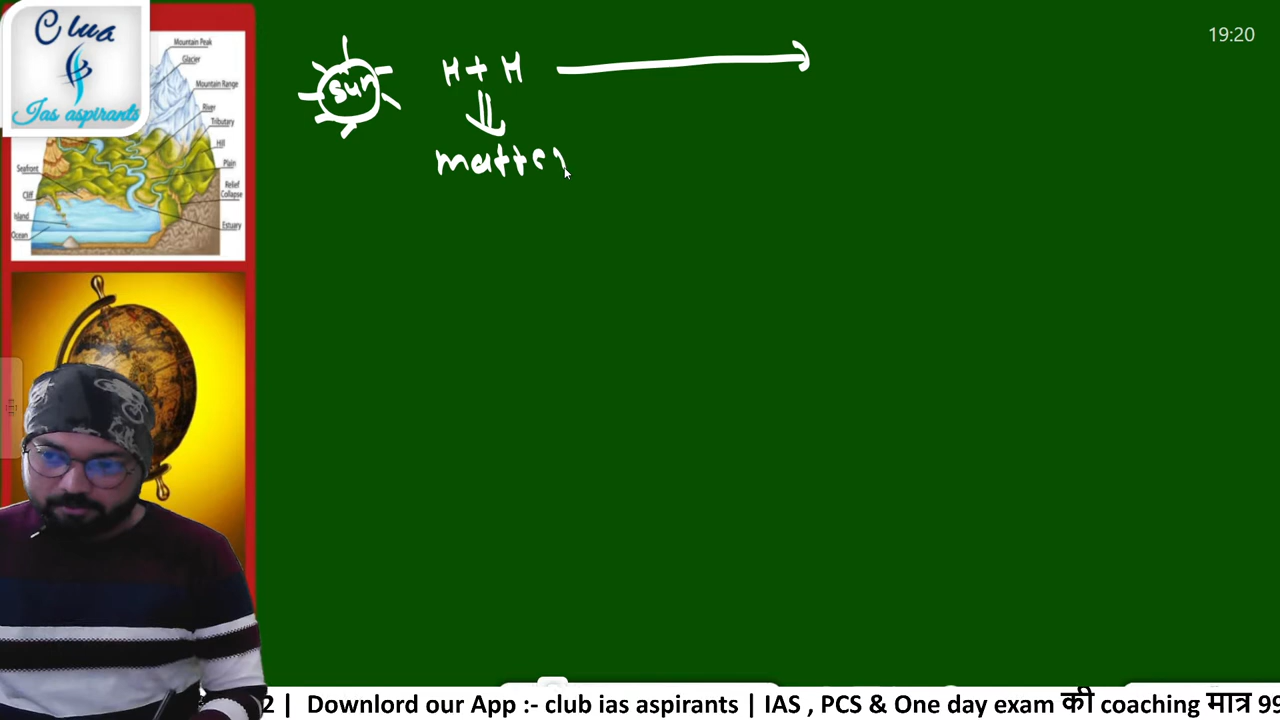 Clua
Ias aspirants
Mountain Peak
Glacier
Mountain Range
River
Tributary
Hill
Plain
Seafront
Relief
Collapse
Cliff
Island
Estuary
Ocean
19:20
sun
H + H
matter
2 | Downlord our App :- club ias aspirants | IAS , PCS & One day exam की coaching मात्र 99